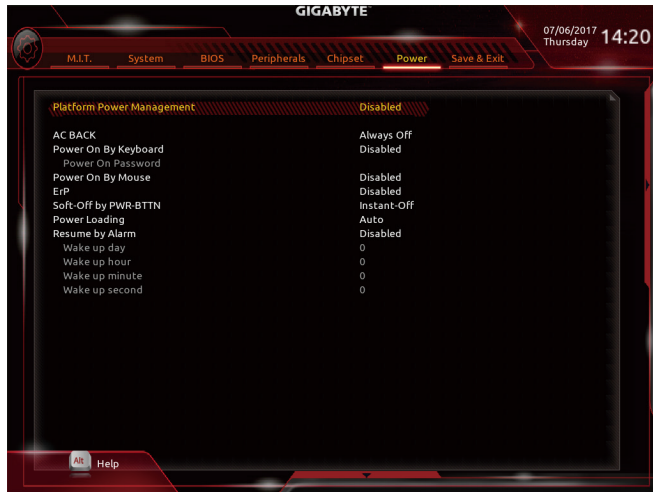 GIGABYTE
07/06/2017 Thursday 14:20
M.I.T. System BIOS Peripherals Chipset Power Save & Exit
Platform Power Management Disabled
AC BACK Always Off
Power On By Keyboard Disabled
Power On Password
Power On By Mouse Disabled
ErP Disabled
Soft-Off by PWR-BTTN Instant-Off
Power Loading Auto
Resume by Alarm Disabled
Wake up day 0
Wake up hour 0
Wake up minute 0
Wake up second 0
Alt Help